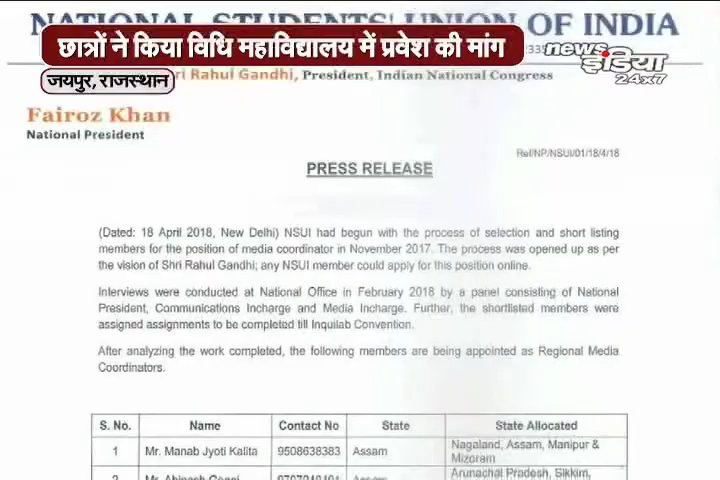 NATIONAL STUDENTS' UNION OF INDIA
छात्रों ने किया विधि महाविद्यालय में प्रवेश की मांग
news
इंडिया
24x7
जयपुर, राजस्थान
Shri Rahul Gandhi, President, Indian National Congress
Fairoz Khan
National President
Ref/NP/NSUI/01/18/4/18
PRESS RELEASE
(Dated: 18 April 2018, New Delhi) NSUI had begun with the process of selection and short listing
members for the position of media coordinator in November 2017. The process was opened up as per
the vision of Shri Rahul Gandhi; any NSUI member could apply for this position online.
Interviews were conducted at National Office in February 2018 by a panel consisting of National
President, Communications Incharge and Media Incharge. Further, the shortlisted members were
assigned assignments to be completed till Inquilab Convention.
After analyzing the work completed, the following members are being appointed as Regional Media
Coordinators.
S. No. Name Contact No State State Allocated
1 Mr. Manab Jyoti Kalita 9508638383 Assam Nagaland, Assam, Manipur &
Mizoram
Arunachal Pradesh, Sikkim,